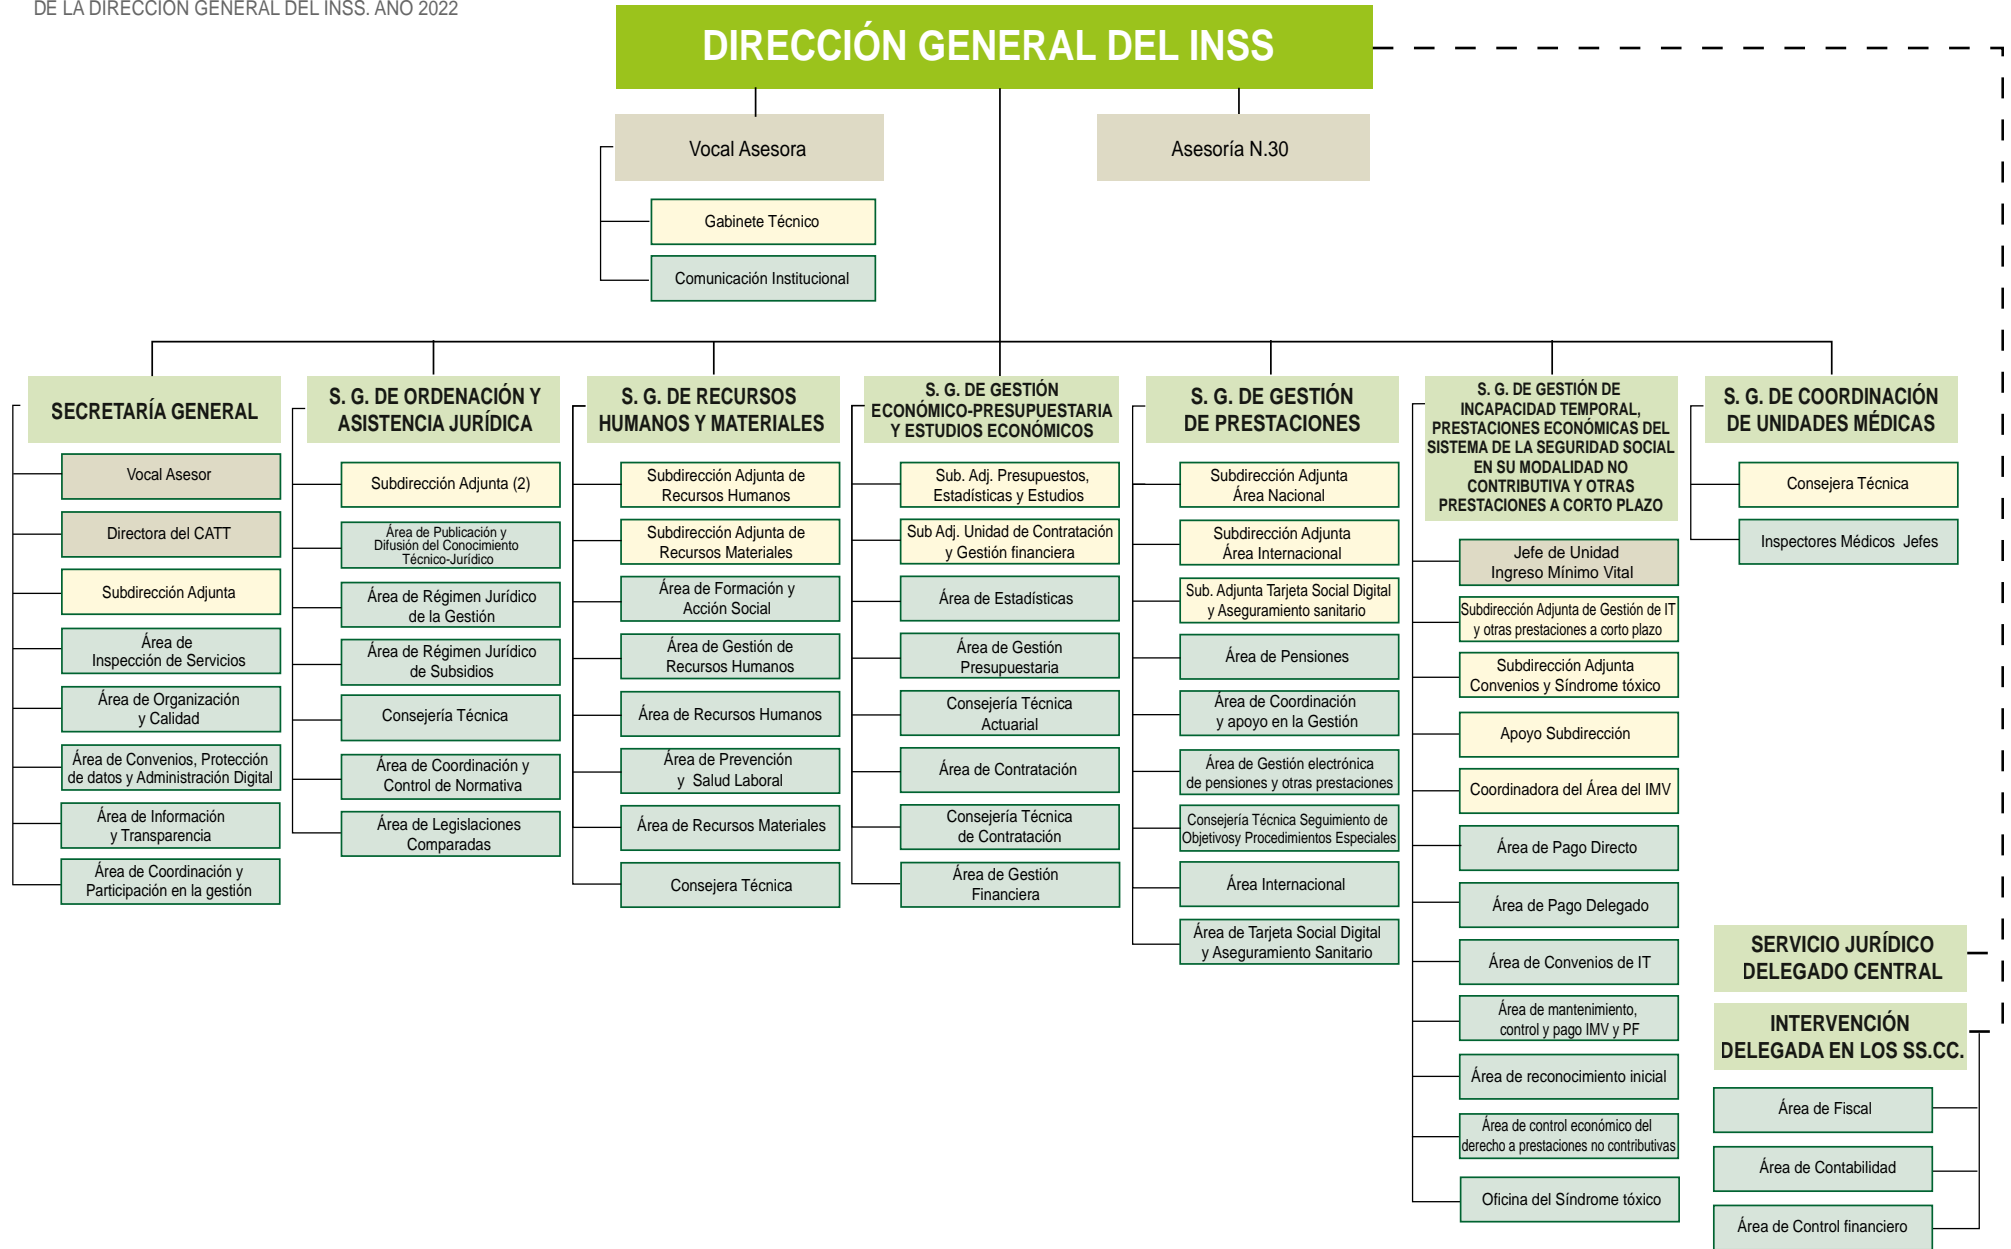 DE LA DIRECCIÓN GENERAL DEL INSS. AÑO 2022
DIRECCIÓN GENERAL DEL INSS
Vocal Asesora
Asesoría N.30
Gabinete Técnico
Comunicación Institucional
SECRETARÍA GENERAL
Vocal Asesor
Directora del CATT
Subdirección Adjunta
Área de
Inspección de Servicios
Área de Organización
y Calidad
Área de Convenios, Protección
de datos y Administración Digital
Área de Información
y Transparencia
Área de Coordinación y
Participación en la gestión
S. G. DE ORDENACIÓN Y
ASISTENCIA JURÍDICA
Subdirección Adjunta (2)
Área de Publicación y
Difusión del Conocimiento
Técnico-Jurídico
Área de Régimen Jurídico
de la Gestión
Área de Régimen Jurídico
de Subsidios
Consejería Técnica
Área de Coordinación y
Control de Normativa
Área de Legislaciones
Comparadas
S. G. DE RECURSOS
HUMANOS Y MATERIALES
Subdirección Adjunta de
Recursos Humanos
Subdirección Adjunta de
Recursos Materiales
Área de Formación y
Acción Social
Área de Gestión de
Recursos Humanos
Área de Recursos Humanos
Área de Prevención
y Salud Laboral
Área de Recursos Materiales
Consejera Técnica
S. G. DE GESTIÓN
ECONÓMICO-PRESUPUESTARIA
Y ESTUDIOS ECONÓMICOS
Sub. Adj. Presupuestos,
Estadísticas y Estudios
Sub Adj. Unidad de Contratación
y Gestión financiera
Área de Estadísticas
Área de Gestión
Presupuestaria
Consejería Técnica
Actuarial
Área de Contratación
Consejería Técnica
de Contratación
Área de Gestión
Financiera
S. G. DE GESTIÓN
DE PRESTACIONES
Subdirección Adjunta
Área Nacional
Subdirección Adjunta
Área Internacional
Sub. Adjunta Tarjeta Social Digital
y Aseguramiento sanitario
Área de Pensiones
Área de Coordinación
y apoyo en la Gestión
Área de Gestión electrónica
de pensiones y otras prestaciones
Consejería Técnica Seguimiento de
Objetivosy Procedimientos Especiales
Área Internacional
Área de Tarjeta Social Digital
y Aseguramiento Sanitario
S. G. DE GESTIÓN DE
INCAPACIDAD TEMPORAL,
PRESTACIONES ECONÓMICAS DEL
SISTEMA DE LA SEGURIDAD SOCIAL
EN SU MODALIDAD NO
CONTRIBUTIVA Y OTRAS
PRESTACIONES A CORTO PLAZO
Jefe de Unidad
Ingreso Mínimo Vital
Subdirección Adjunta de Gestión de IT
y otras prestaciones a corto plazo
Subdirección Adjunta
Convenios y Síndrome tóxico
Apoyo Subdirección
Coordinadora del Área del IMV
Área de Pago Directo
Área de Pago Delegado
Área de Convenios de IT
Área de mantenimiento,
control y pago IMV y PF
Área de reconocimiento inicial
Área de control económico del
derecho a prestaciones no contributivas
Oficina del Síndrome tóxico
S. G. DE COORDINACIÓN
DE UNIDADES MÉDICAS
Consejera Técnica
Inspectores Médicos Jefes
SERVICIO JURÍDICO
DELEGADO CENTRAL
INTERVENCIÓN
DELEGADA EN LOS SS.CC.
Área de Fiscal
Área de Contabilidad
Área de Control financiero